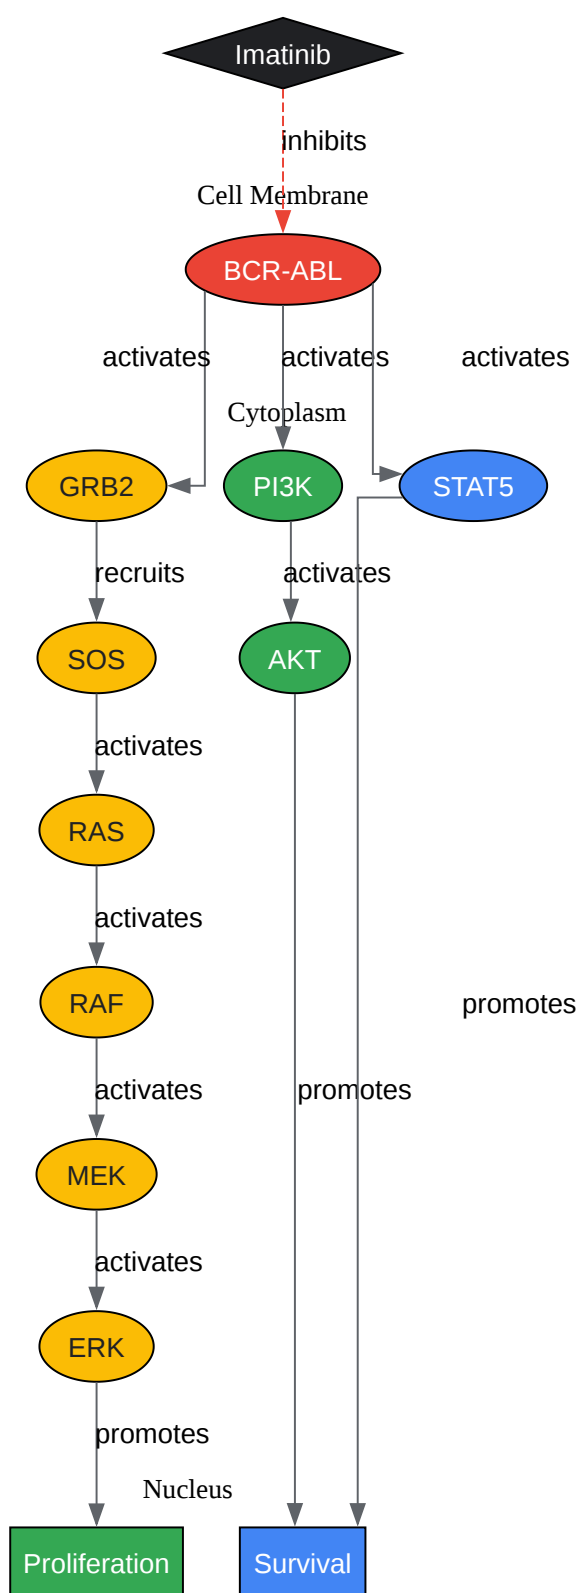 Imatinib
inhibits
Cell Membrane
BCR-ABL
activates
activates
activates
Cytoplasm
GRB2
PI3K
STAT5
recruits
activates
SOS
AKT
activates
RAS
activates
RAF
promotes
activates
promotes
MEK
activates
ERK
promotes
Nucleus
Proliferation
Survival